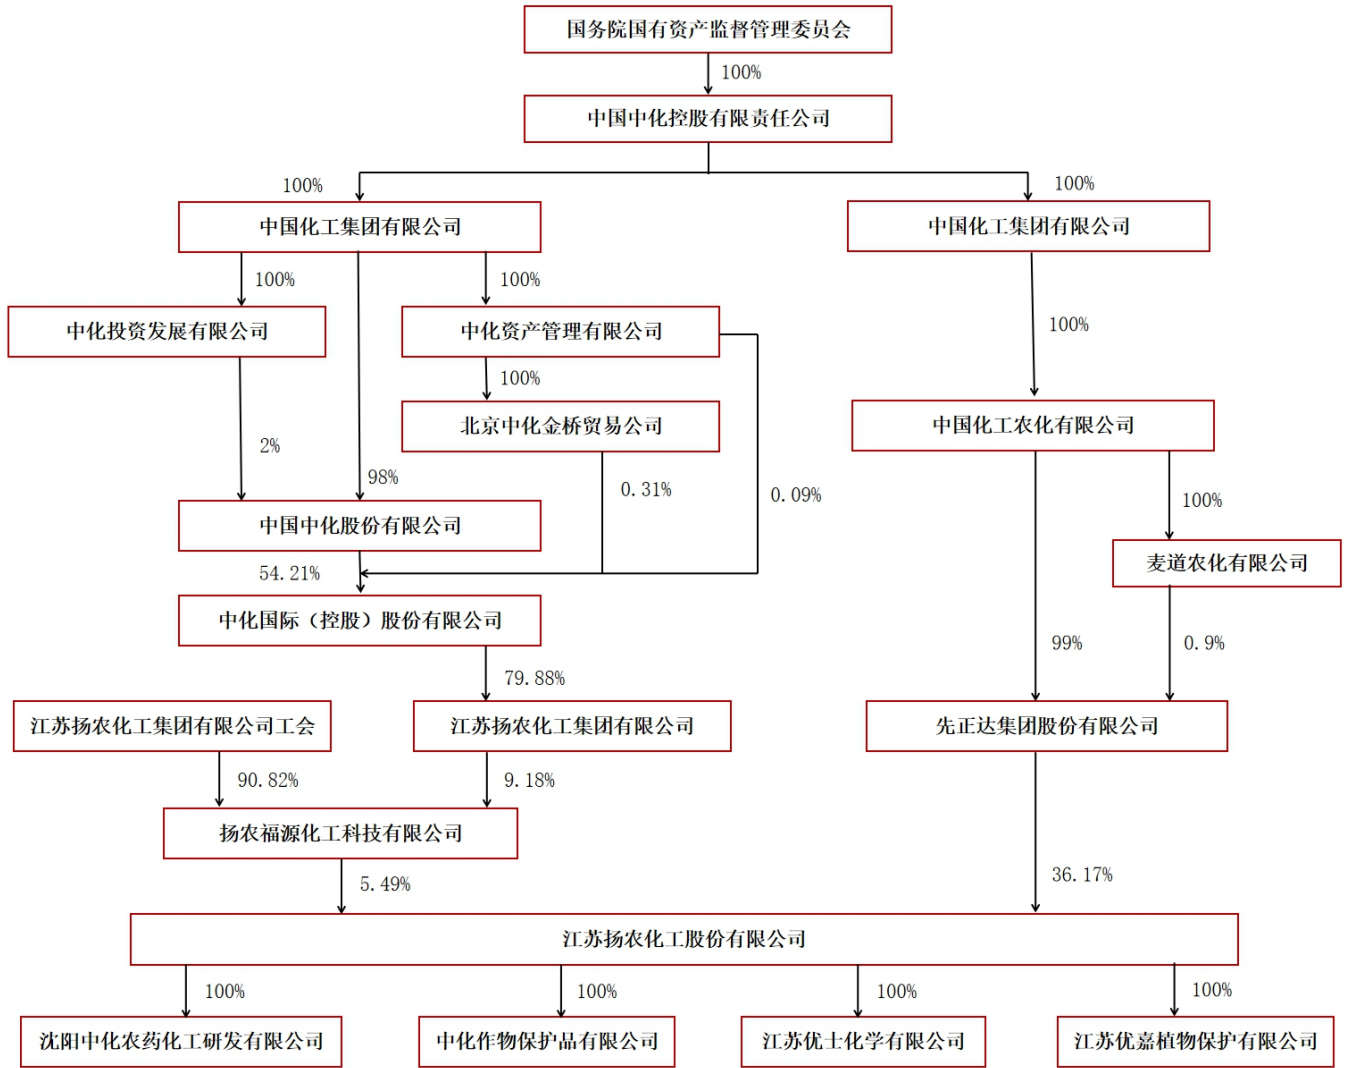 国务院国有资产监督管理委员会
100%
中国中化控股有限责任公司
100%
100%
中国化工集团有限公司
中国化工集团有限公司
100%
100%
中化投资发展有限公司
中化资产管理有限公司
100%
100%
北京中化金桥贸易公司
中国化工农化有限公司
2%
98%
0.31%
0.09%
100%
中国中化股份有限公司
麦道农化有限公司
54.21%
中化国际（控股）股份有限公司
99%
0.9%
79.88%
江苏扬农化工集团有限公司工会
江苏扬农化工集团有限公司
先正达集团股份有限公司
90.82%
9.18%
扬农福源化工科技有限公司
5.49%
36.17%
江苏扬农化工股份有限公司
100%
100%
100%
100%
沈阳中化农药化工研发有限公司
中化作物保护品有限公司
江苏优士化学有限公司
江苏优嘉植物保护有限公司